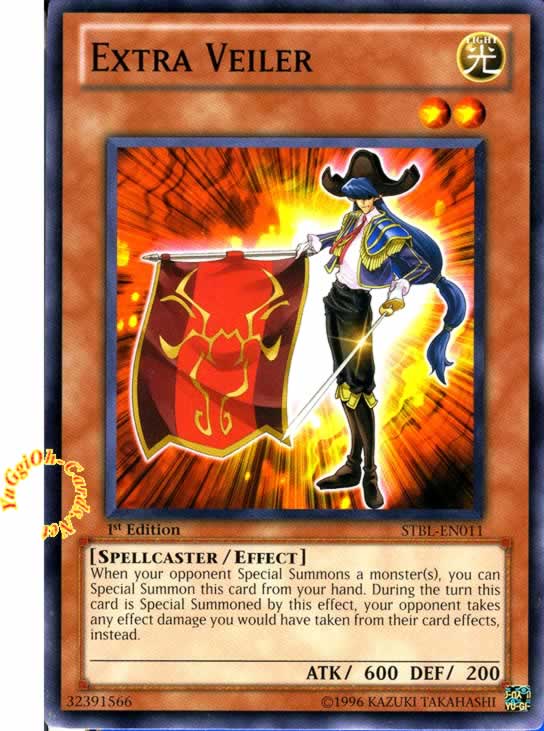 EXTRA VEILER
LIGHT
光
1st Edition
STBL-EN011
[SPELLCASTER / EFFECT]
When your opponent Special Summons a monster(s), you can
Special Summon this card from your hand. During the turn this
card is Special Summoned by this effect, your opponent takes
any effect damage you would have taken from their card effects,
instead.
ATK/ 600 DEF/ 200
32391566
©1996 KAZUKI TAKAHASHI
YuGgiOh-Cards.Net